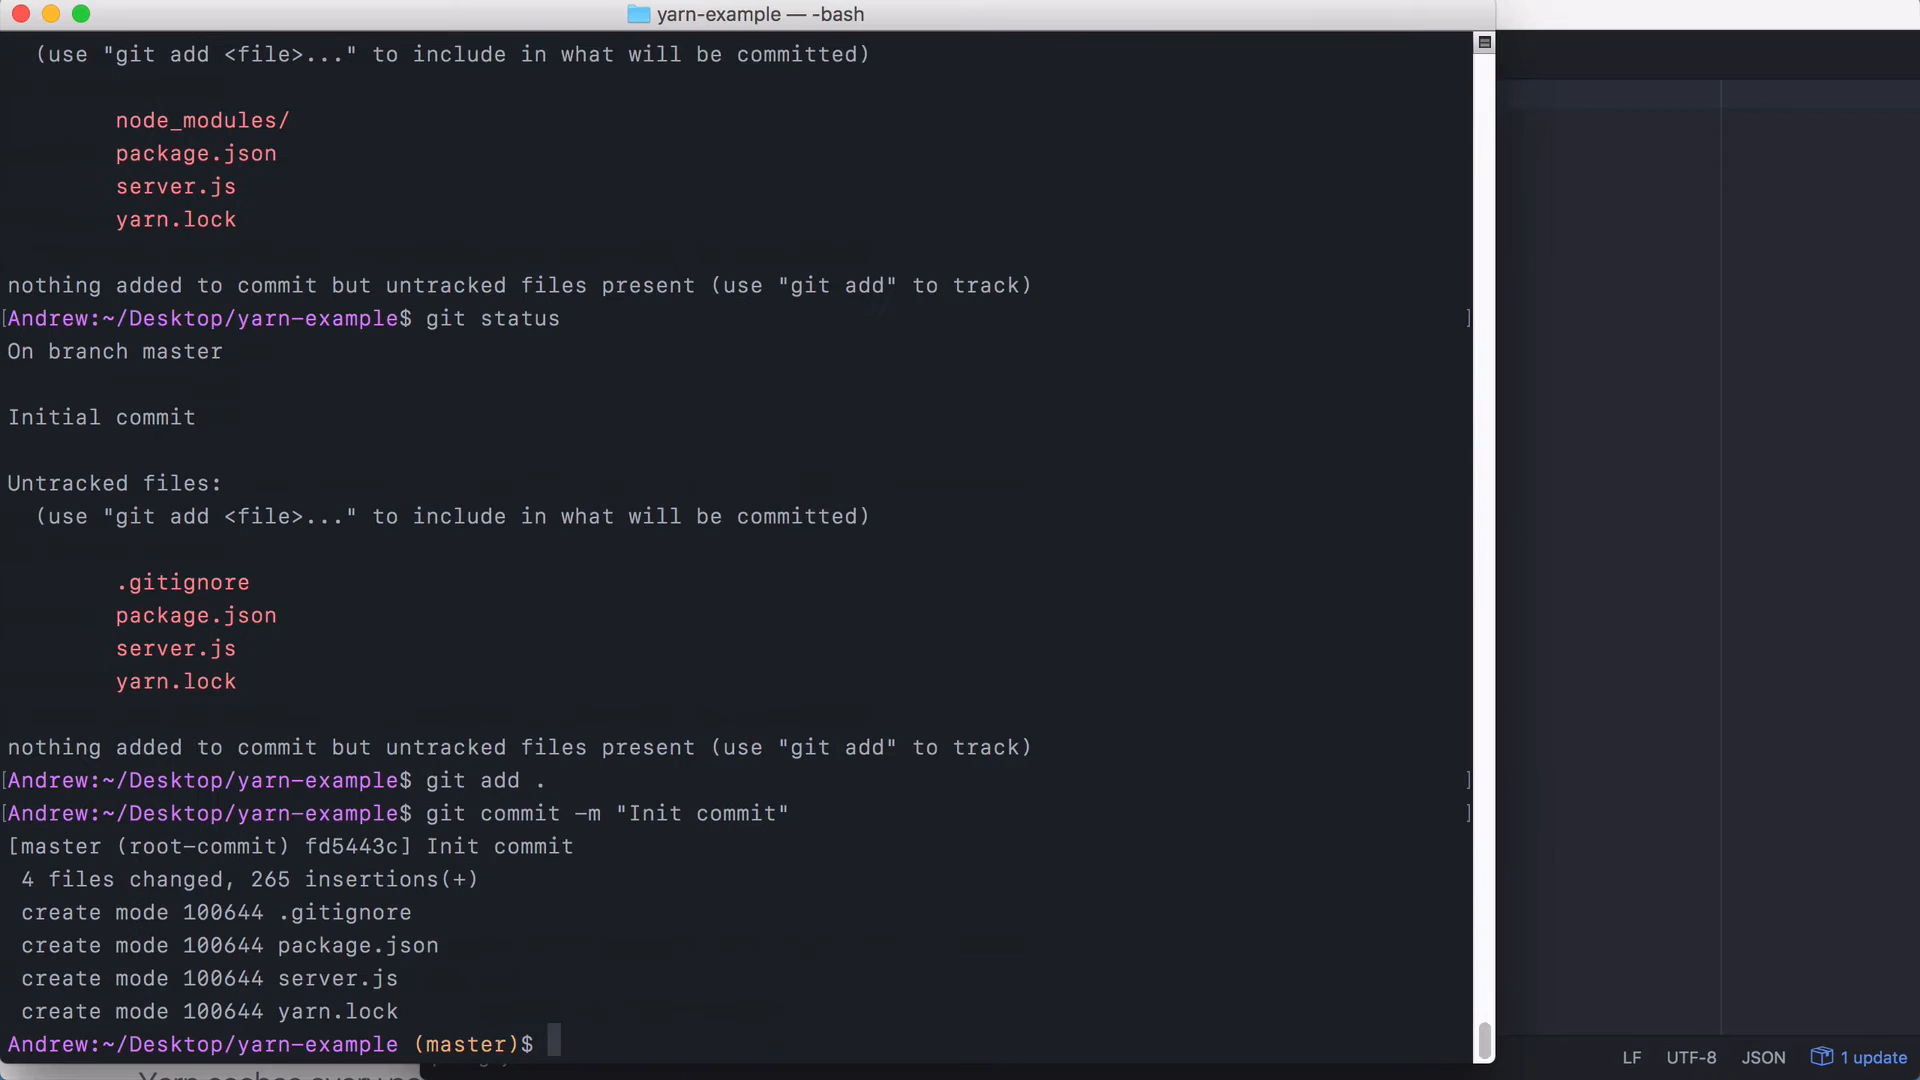 yarn-example — -bash
(use "git add <file>..." to include in what will be committed)
node_modules/
package.json
server.js
yarn.lock
nothing added to commit but untracked files present (use "git add" to track)
[Andrew:~/Desktop/yarn-example$ git status ]
On branch master
Initial commit
Untracked files:
(use "git add <file>..." to include in what will be committed)
.gitignore
package.json
server.js
yarn.lock
nothing added to commit but untracked files present (use "git add" to track)
[Andrew:~/Desktop/yarn-example$ git add . ]
[Andrew:~/Desktop/yarn-example$ git commit -m "Init commit" ]
[master (root-commit) fd5443c] Init commit
4 files changed, 265 insertions(+)
create mode 100644 .gitignore
create mode 100644 package.json
create mode 100644 server.js
create mode 100644 yarn.lock
Andrew:~/Desktop/yarn-example (master)$
LF UTF-8 JSON 1 update